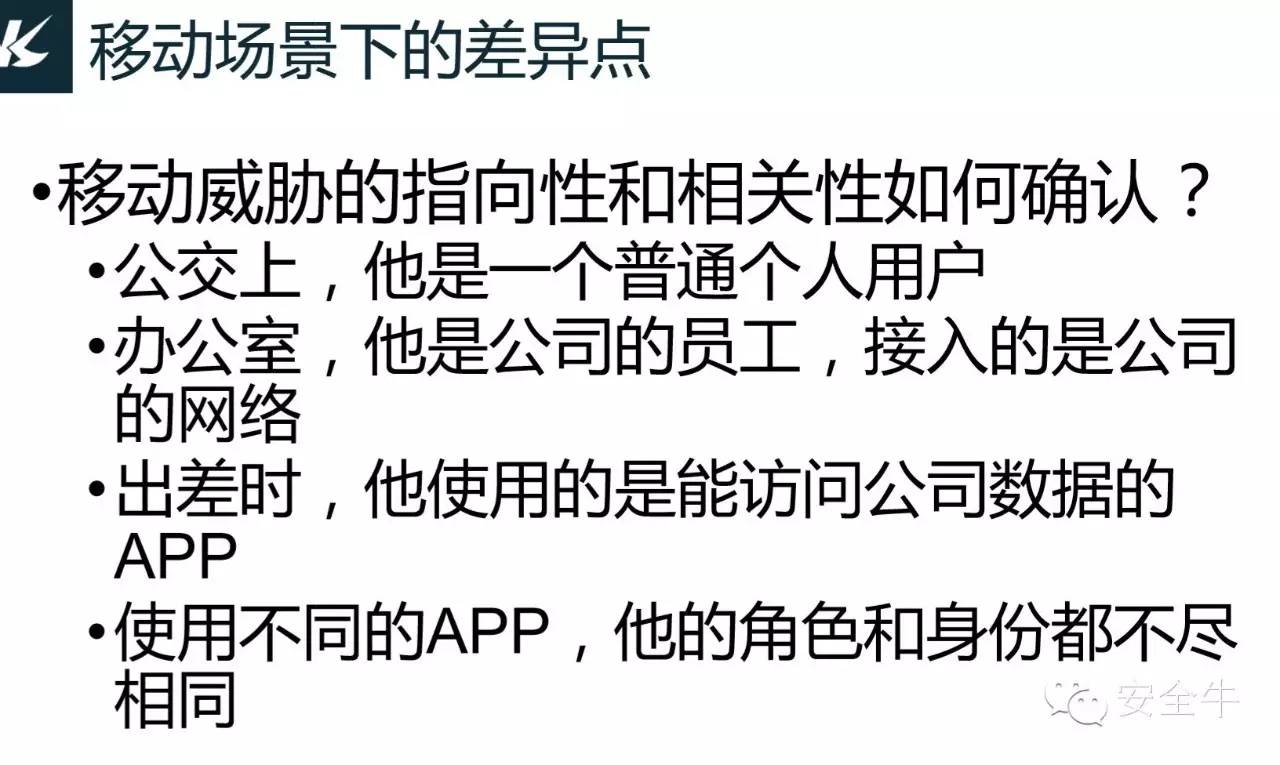 移动场景下的差异点
•移动威胁的指向性和相关性如何确认？
•公交上，他是一个普通个人用户
•办公室，他是公司的员工，接入的是公司
的网络
•出差时，他使用的是能访问公司数据的
APP
•使用不同的APP，他的角色和身份都不尽
相同
安全牛